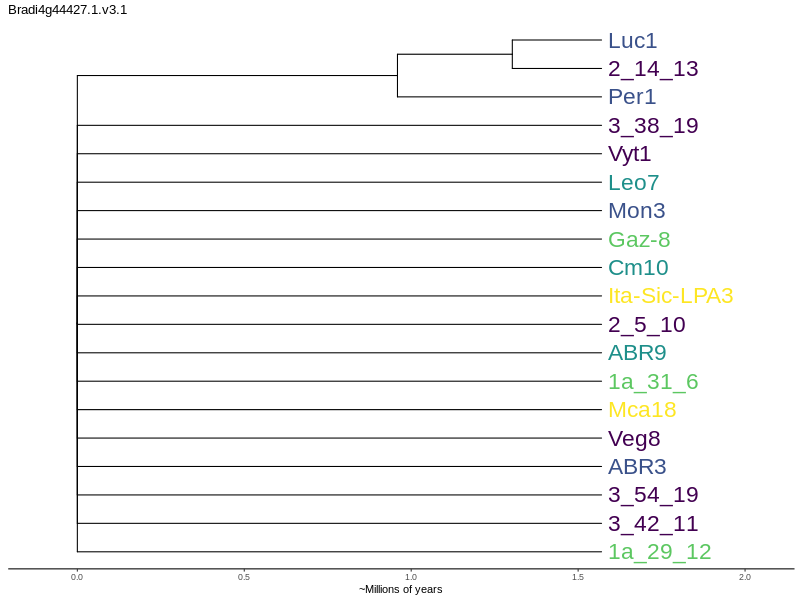 Bradi4g44427.1.v3.1
Luc1
2_14_13
Per1
3_38_19
Vyt1
Leo7
Mon3
Gaz-8
Cm10
Ita-Sic-LPA3
2_5_10
ABR9
1a_31_6
Mca18
Veg8
ABR3
3_54_19
3_42_11
1a_29_12
0.0 0.5 1.0 1.5 2.0
~Millions of years